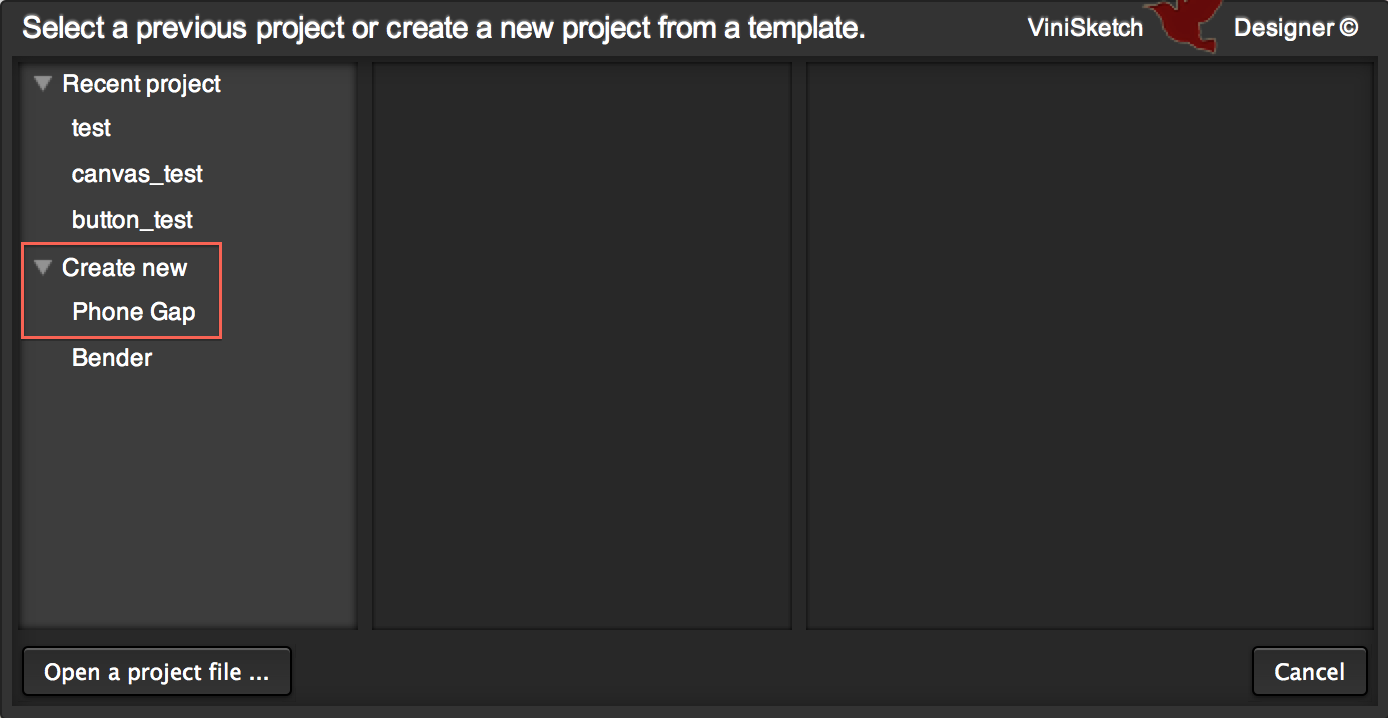 Select a previous project or create a new project from a template.
ViniSketch Designer ©
Recent project
test
canvas_test
button_test
Create new
Phone Gap
Bender
Open a project file ...
Cancel